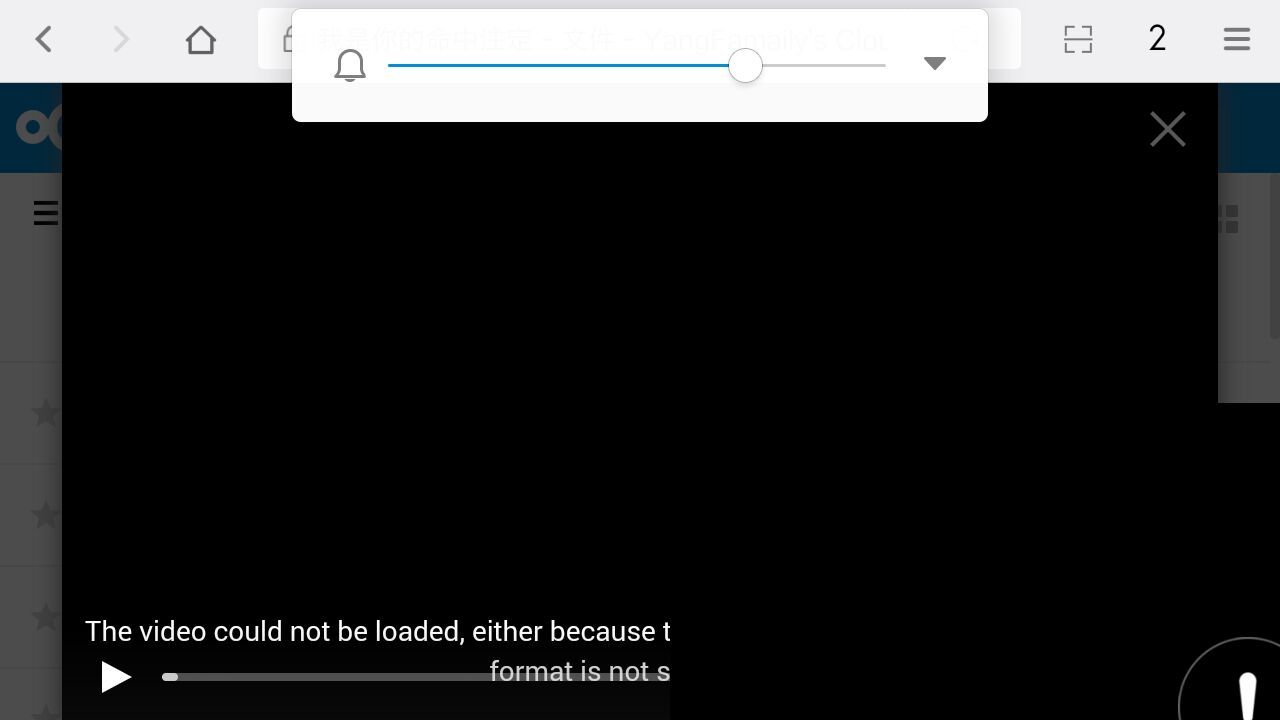 我是你的命中注定 - 文件 - YangFamaily's Clou
2
The video could not be loaded, either because t
format is not s